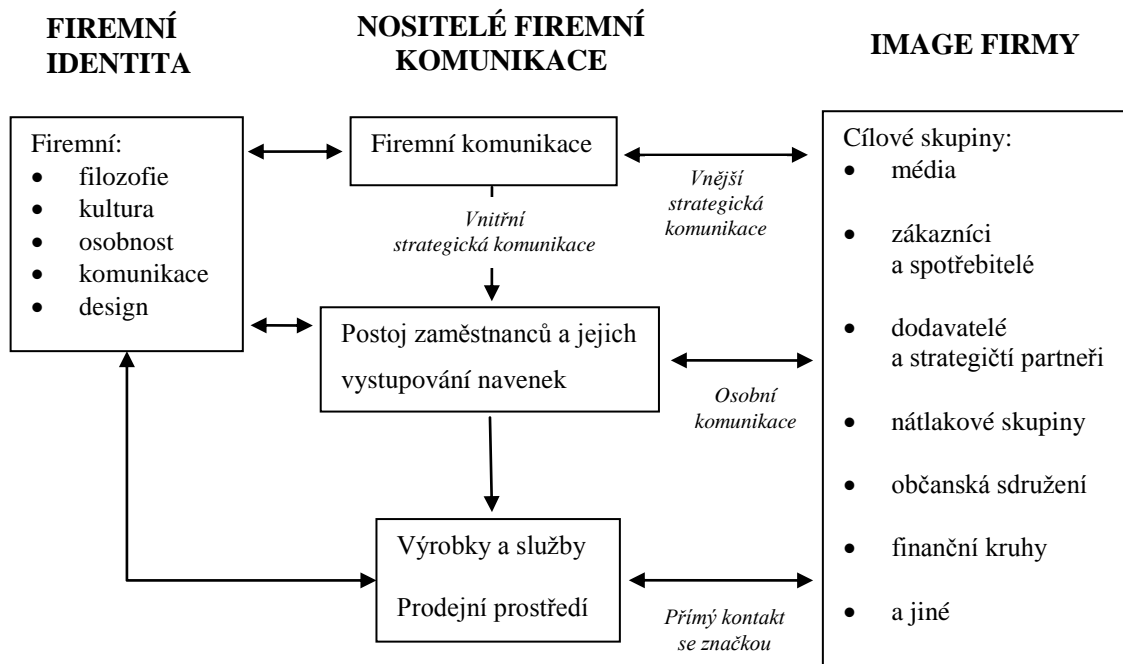 FIREMNÍ
IDENTITA
NOSITELÉ FIREMNÍ
KOMUNIKACE
IMAGE FIRMY
Firemní:
• filozofie
• kultura
• osobnost
• komunikace
• design
Firemní komunikace
Vnitřní
strategická komunikace
Postoj zaměstnanců a jejich
vystupování navenek
Výrobky a služby
Prodejní prostředí
Vnější
strategická
komunikace
Osobní
komunikace
Přímý kontakt
se značkou
Cílové skupiny:
• média
• zákazníci
a spotřebitelé
• dodavatelé
a strategičtí partneři
• nátlakové skupiny
• občanská sdružení
• finanční kruhy
• a jiné